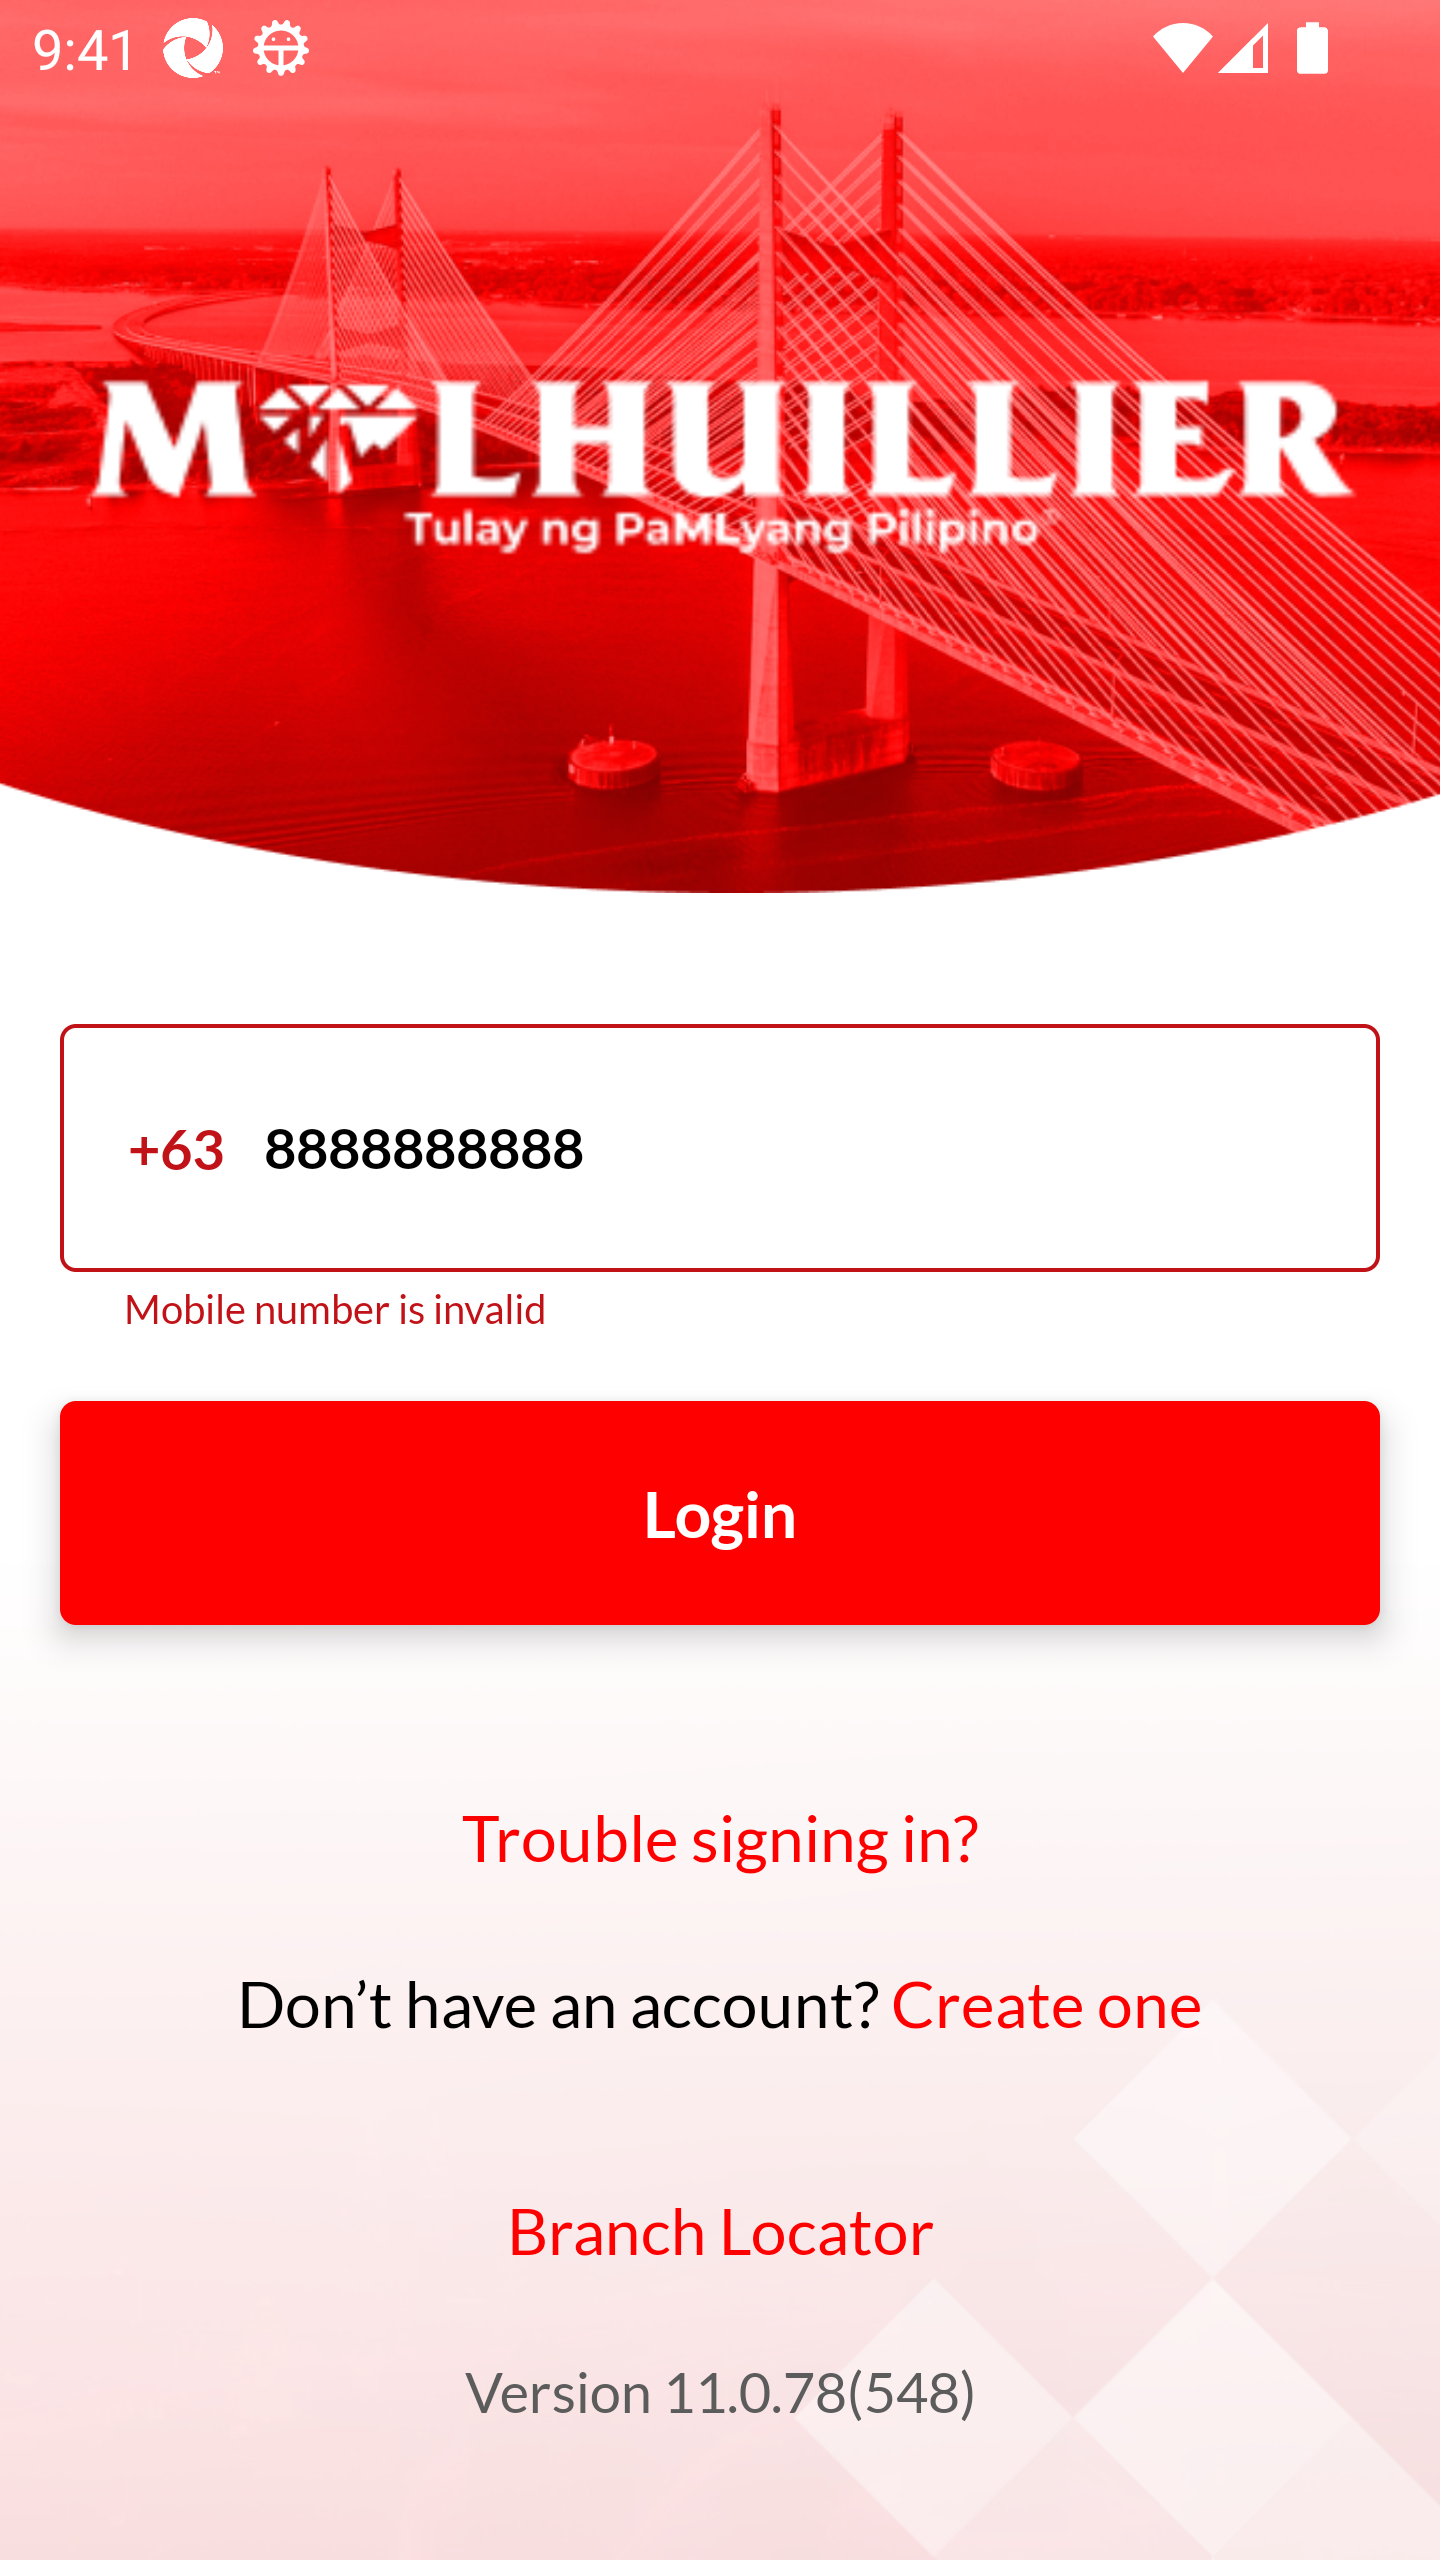 9:41
M LHUILLIER
Tulay ng PaMLyang Pilipino
+63 8888888888
Mobile number is invalid
Login
Trouble signing in?
Don’t have an account? Create one
Branch Locator
Version 11.0.78(548)